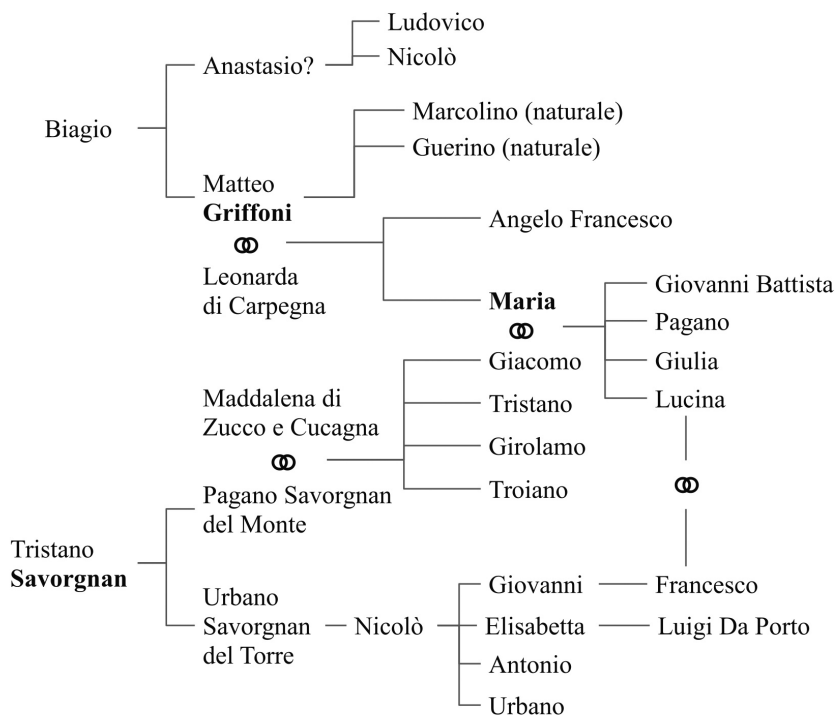 Ludovico
Anastasio?
Nicolò
Biagio
Marcolino (naturale)
Guerino (naturale)
Matteo
Griffoni
Leonarda
di Carpegna
Angelo Francesco
Maria
Giovanni Battista
Pagano
Giulia
Lucina
Giacomo
Tristano
Girolamo
Troiano
Maddalena di
Zucco e Cucagna
Pagano Savorgnan
del Monte
Tristano
Savorgnan
Urbano
Savorgnan
del Torre
Nicolò
Giovanni
Francesco
Elisabetta
Luigi Da Porto
Antonio
Urbano